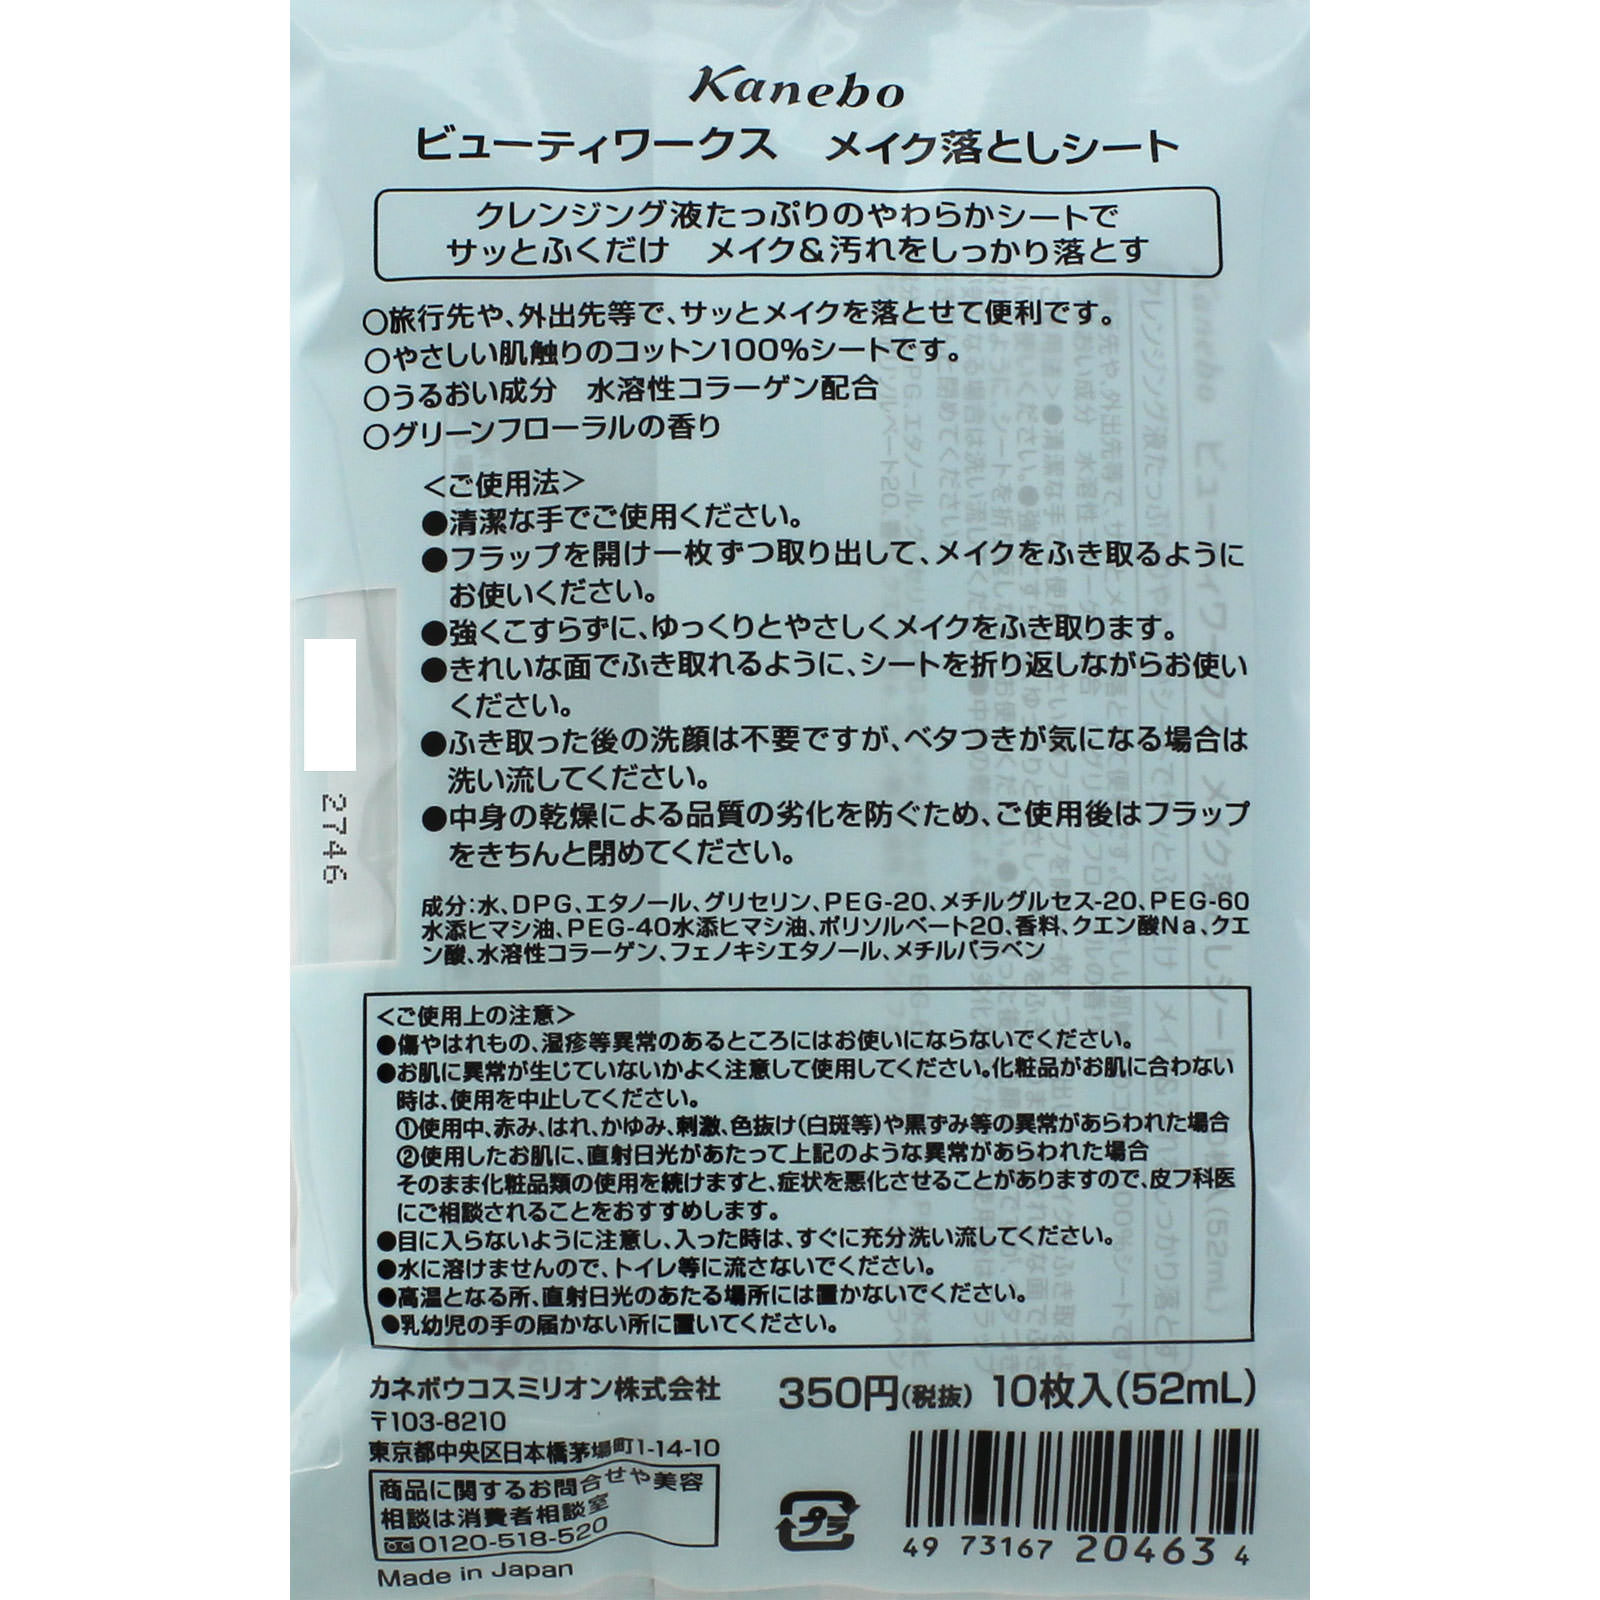 Kanebo
ビューティワークス　メイク落としシート
クレンジング液たっぷりのやわらかシートで
サッとふくだけ　メイク&汚れをしっかり落とす
○旅行先や、外出先等で、サッとメイクを落とせて便利です。
○やさしい肌触りのコットン100%シートです。
○うるおい成分　水溶性コラーゲン配合
○グリーンフローラルの香り
<ご使用法>
●清潔な手でご使用ください。
●フラップを開け一枚ずつ取り出して、メイクをふき取るように
お使いください。
●強くこすらずに、ゆっくりとやさしくメイクをふき取ります。
●きれいな面でふき取れるように、シートを折り返しながらお使い
ください。
●ふき取った後の洗顔は不要ですが、ベタつきが気になる場合は
洗い流してください。
●中身の乾燥による品質の劣化を防ぐため、ご使用後はフラップ
をきちんと閉めてください。
2746
成分：水、DPG、エタノール、グリセリン、PEG-20、メチルグルセス-20、PEG-60
水添ヒマシ油、PEG-40水添ヒマシ油、ポリソルベート20、香料、クエン酸Na、クエ
ン酸、水溶性コラーゲン、フェノキシエタノール、メチルパラベン
<ご使用上の注意>
●傷やはれもの、湿疹等異常のあるところにはお使いにならないでください。
●お肌に異常が生じていないかよく注意して使用してください。化粧品がお肌に合わない
時は、使用を中止してください。
①使用中、赤み、はれ、かゆみ、刺激、色抜け(白斑等)や黒ずみ等の異常があらわれた場合
②使用したお肌に、直射日光があたって上記のような異常があらわれた場合
そのまま化粧品類の使用を続けますと、症状を悪化させることがありますので、皮フ科医
にご相談されることをおすすめします。
●目に入らないように注意し、入った時は、すぐに充分洗い流してください。
●水に溶けませんので、トイレ等に流さないでください。
●高温となる所、直射日光のあたる場所には置かないでください。
●乳幼児の手の届かない所に置いてください。
カネボウコスミリオン株式会社
〒103-8210
東京都中央区日本橋茅場町1-14-10
商品に関するお問合せや美容
相談は消費者相談室
0120-518-520
Made in Japan
350円(税抜)　10枚入(52mL)
プラ
49 73167 20463 4